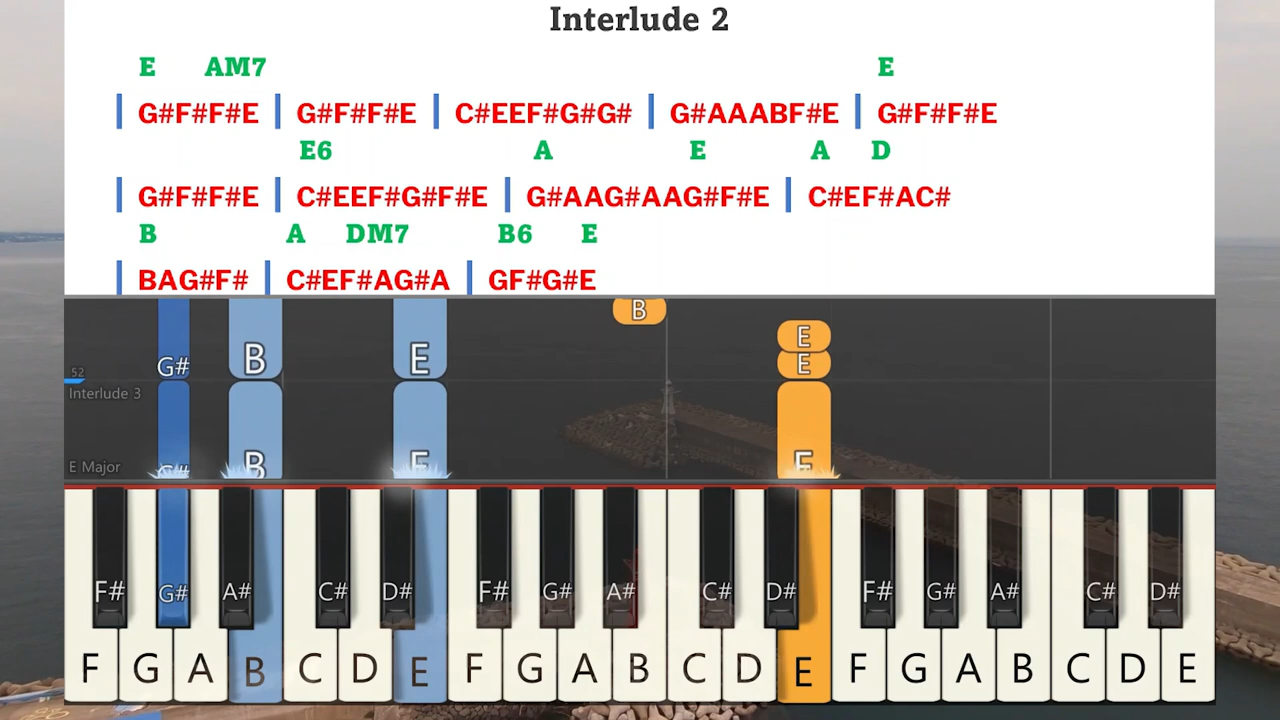 Interlude 2
E AM7 E
G#F#F#E | G#F#F#E | C#EEF#G#G# | G#AAABF#E | G#F#F#E
E6 A E A D
G#F#F#E | C#EEF#G#F#E | G#AAG#AAG#F#E | C#EF#AC#
B A DM7 B6 E
BAG#F# | C#EF#AG#A | GF#G#E
B
E
G# B E E
52
Interlude 3
E Major G# B E E
F# G# A# C# D# F# G# A# C# D# F# G# A# C# D#
F G A B C D E F G A B C D E F G A B C D E